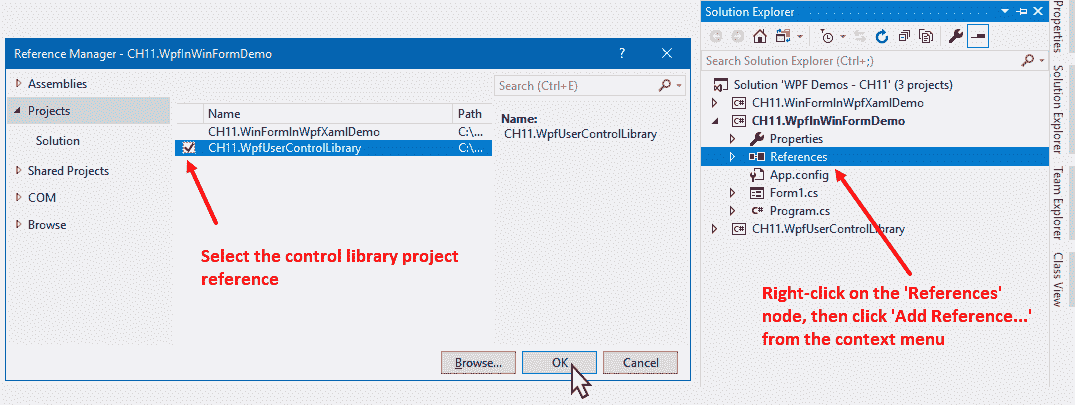 Reference Manager - CH11.WpfInWinFormDemo
?
Assemblies
Projects
Solution
Shared Projects
COM
Browse
Name
Path
CH11.WinFormInWpfXamlDemo
C:\...
CH11.WpfUserControlLibrary
C:\...
Search (Ctrl+E)
Name:
CH11.WpfUserControlLibrary
Select the control library project
reference
Browse...
OK
Cancel
Solution Explorer
Search Solution Explorer (Ctrl+;)
Solution 'WPF Demos - CH11' (3 projects)
C# CH11.WinFormInWpfXamlDemo
C# CH11.WpfInWinFormDemo
Properties
References
App.config
Form1.cs
C# Program.cs
C# CH11.WpfUserControlLibrary
Right-click on the 'References'
node, then click 'Add Reference...'
from the context menu
Properties
Solution Explorer
Team Explorer
Class View